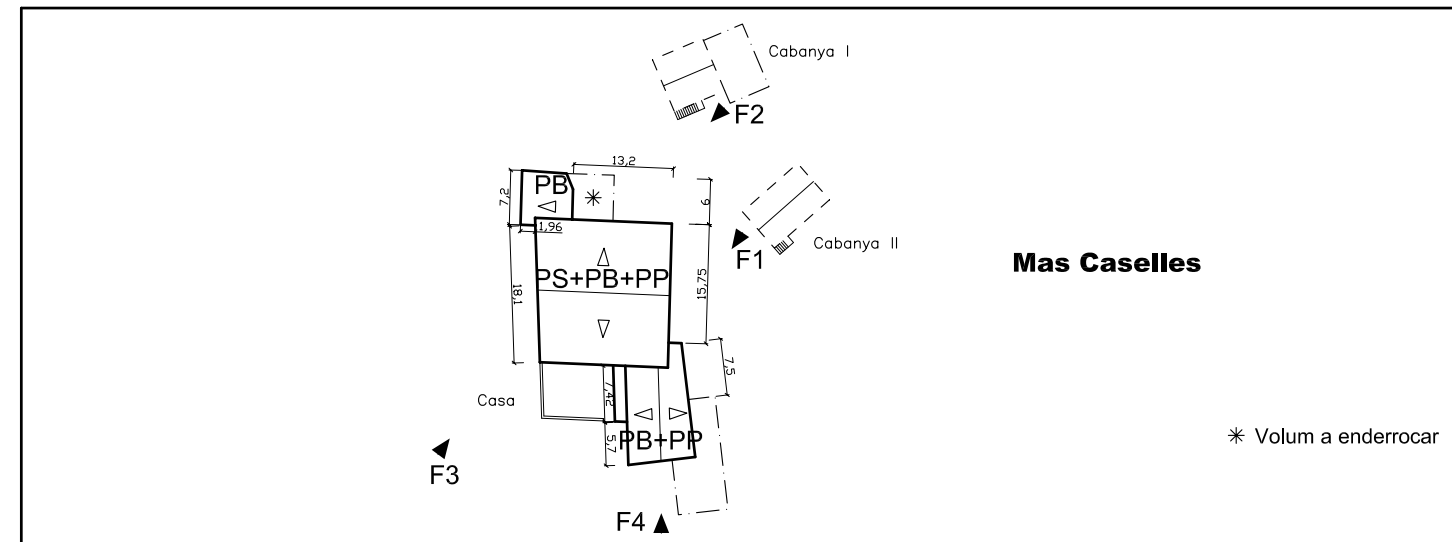 Cabanya I
F2
13,2
PB
✳
7,2
6
1,96
F1
Cabanya II
Mas Caselles
PS+PB+PP
15,75
18,1
7,5
Casa
7,42
PB+PP
5,7
✳ Volum a enderrocar
F3
F4